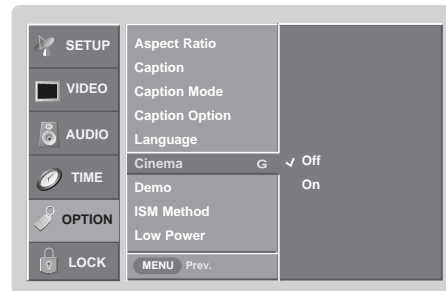 SETUP
VIDEO
AUDIO
TIME
OPTION
LOCK
Aspect Ratio
Caption
Caption Mode
Caption Option
Language
Cinema G
Demo
ISM Method
Low Power
MENU Prev.
Off
On